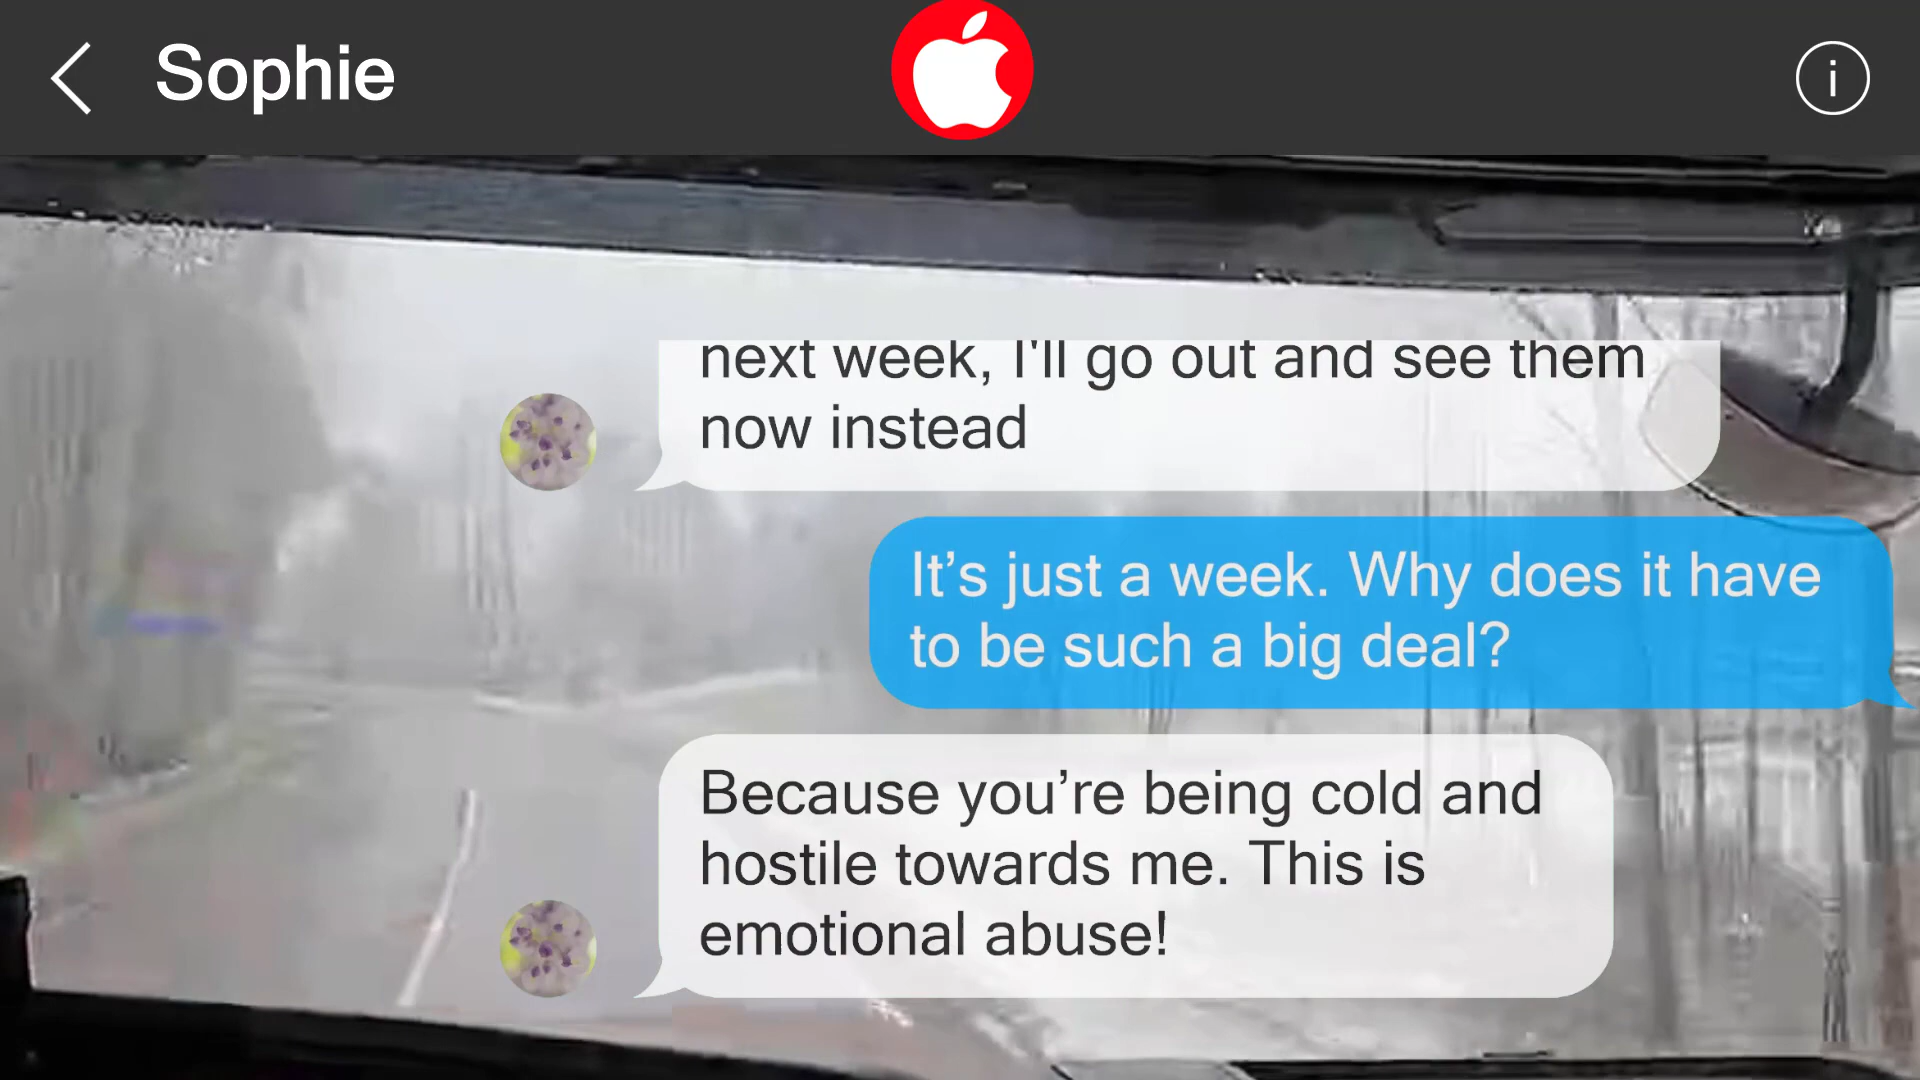 Sophie
next week, I'll go out and see them
now instead
It’s just a week. Why does it have
to be such a big deal?
Because you’re being cold and
hostile towards me. This is
emotional abuse!